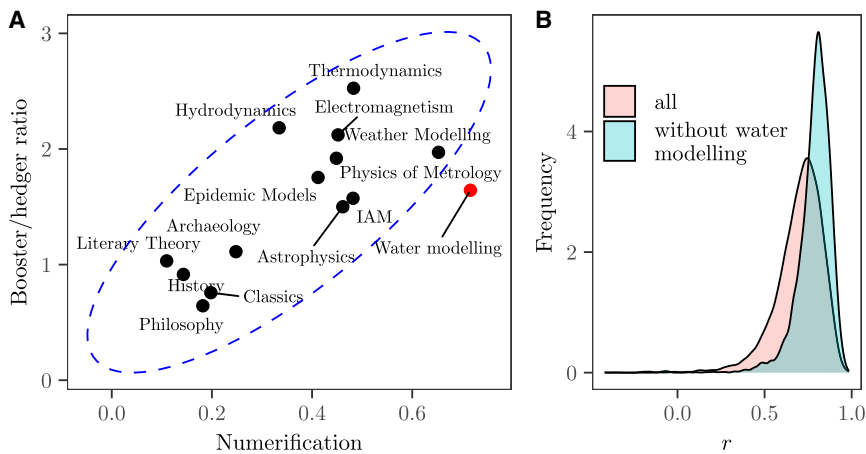 A
B
3
2
1
0
Booster/hedger ratio
Thermodynamics
Hydrodynamics
Electromagnetism
Weather Modelling
Physics of Metrology
Epidemic Models
IAM
Archaeology
Literary Theory
Astrophysics
Water modelling
History
Classics
Philosophy
0.0 0.2 0.4 0.6
Numerification
all
without water
modelling
4
2
0
Frequency
0.0 0.5 1.0
r